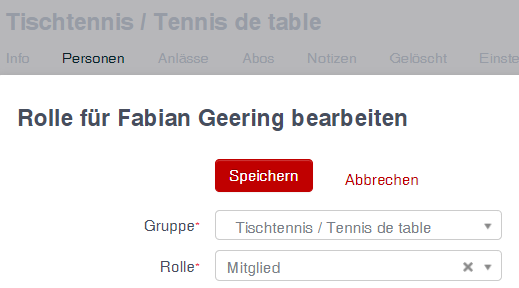 Tischtennis / Tennis de table
Info Personen Anlässe Abos Notizen Gelöscht Einste
Rolle für Fabian Geering bearbeiten
Speichern Abbrechen
Gruppe* Tischtennis / Tennis de table
Rolle* Mitglied